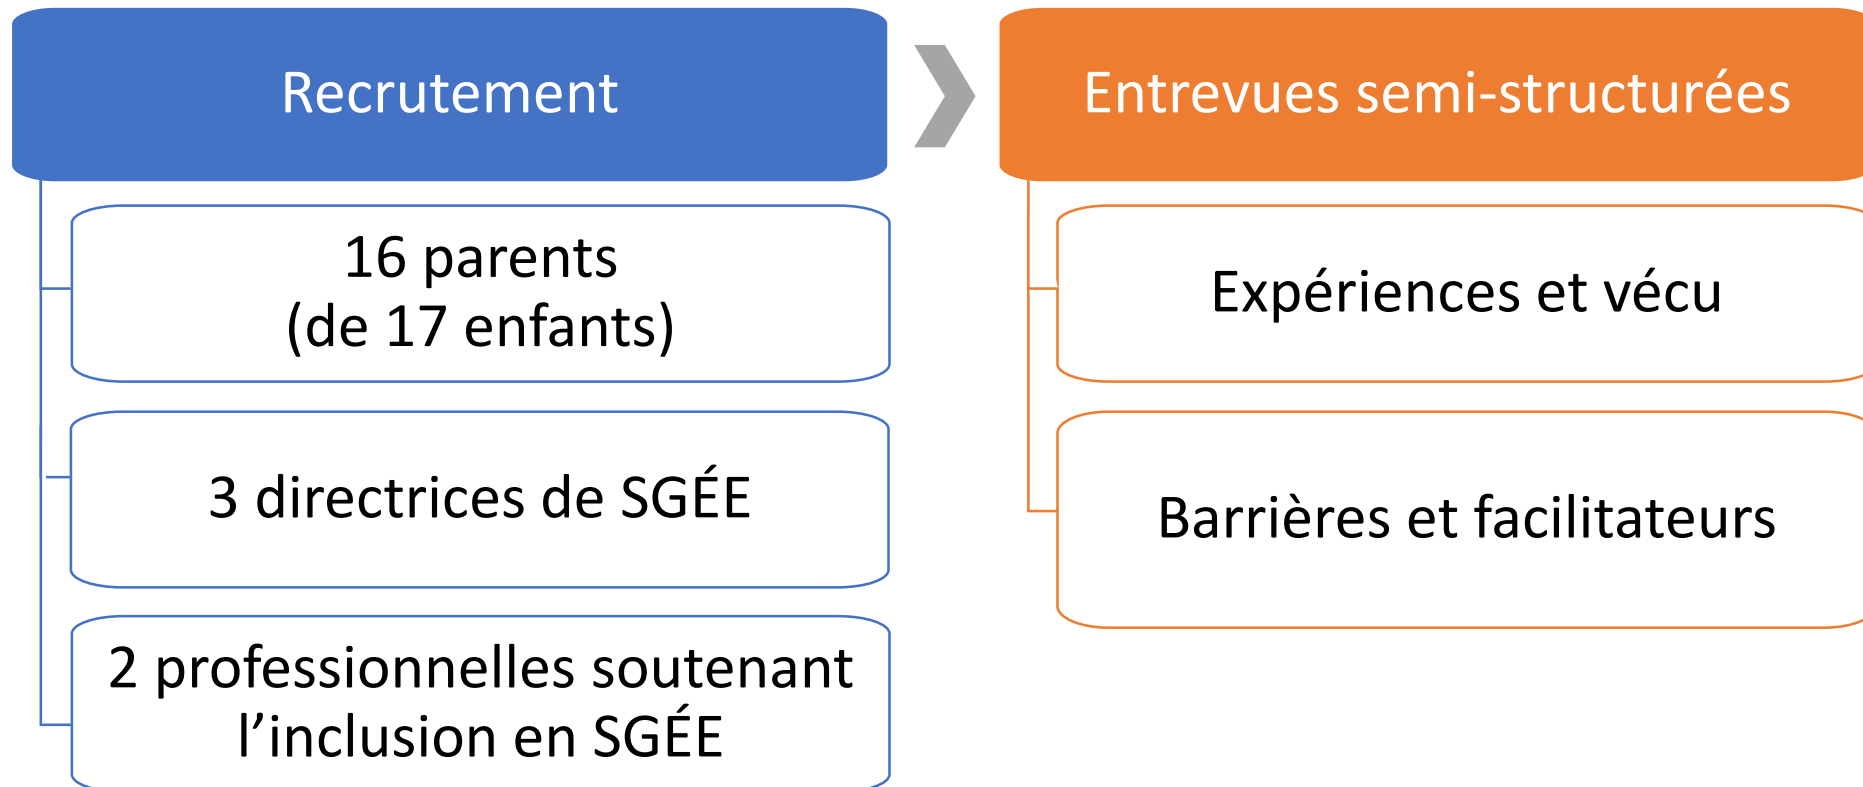 Recrutement
16 parents
(de 17 enfants)
3 directrices de SGÉE
2 professionnelles soutenant
l’inclusion en SGÉE
Entrevues semi-structurées
Expériences et vécu
Barrières et facilitateurs